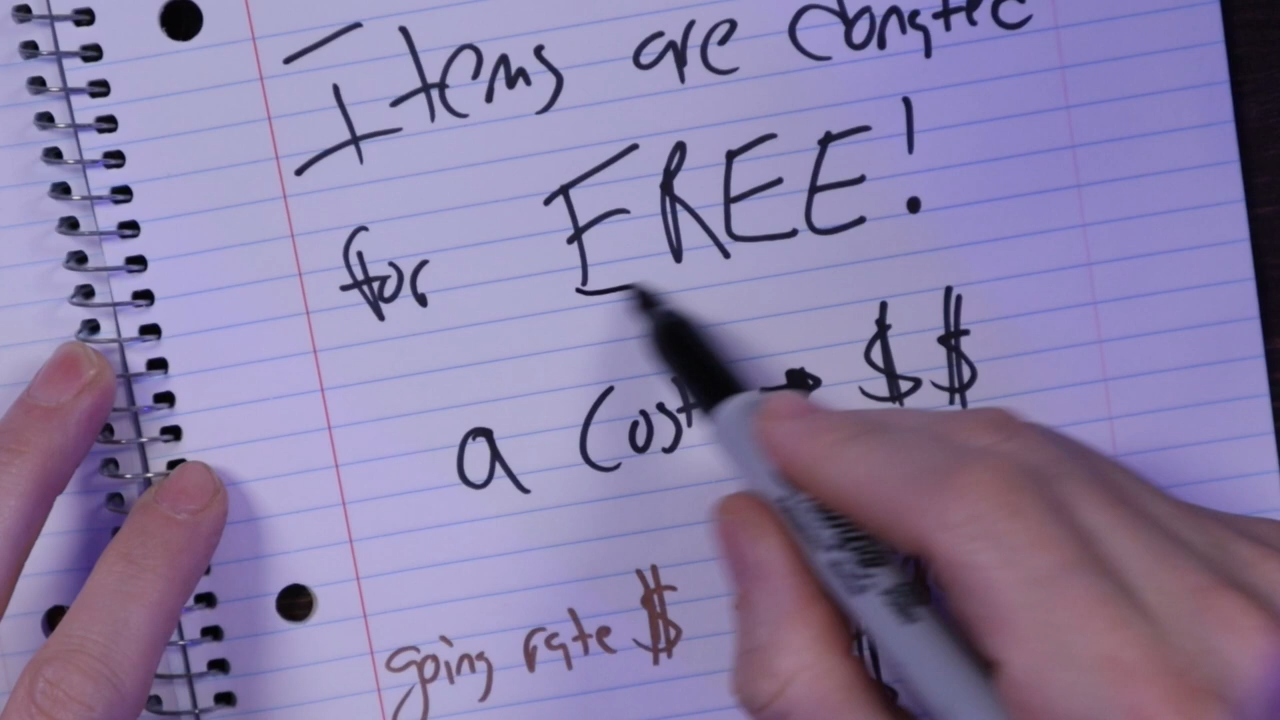 Items are donated
for FREE!
a Cost → $$
going rate $